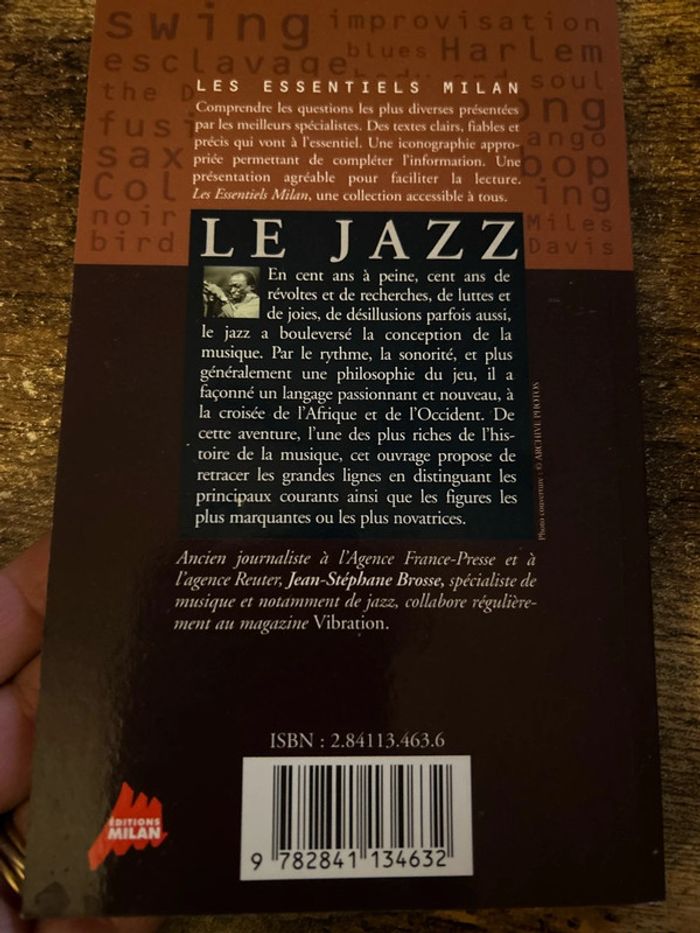 swing improvisation
blues Harlem
esclavage
body and soul
the D
ong
fusi
ango
sax
bop
Col
ing
noir
Miles
bird
Davis
LES ESSENTIELS MILAN
Comprendre les questions les plus diverses présentées
par les meilleurs spécialistes. Des textes clairs, fiables et
précis qui vont à l'essentiel. Une iconographie appro-
priée permettant de compléter l'information. Une
présentation agréable pour faciliter la lecture.
Les Essentiels Milan, une collection accessible à tous.
LE JAZZ
En cent ans à peine, cent ans de
révoltes et de recherches, de luttes et
de joies, de désillusions parfois aussi,
le jazz a bouleversé la conception de la
musique. Par le rythme, la sonorité, et plus
généralement une philosophie du jeu, il a
façonné un langage passionnant et nouveau, à
la croisée de l'Afrique et de l'Occident. De
cette aventure, l'une des plus riches de l'his-
toire de la musique, cet ouvrage propose de
retracer les grandes lignes en distinguant les
principaux courants ainsi que les figures les
plus marquantes ou les plus novatrices.
Photo couverture : © ARCHIVE PHOTOS
Ancien journaliste à l'Agence France-Presse et à
l'agence Reuter, Jean-Stéphane Brosse, spécialiste de
musique et notamment de jazz, collabore régulière-
ment au magazine Vibration.
ISBN : 2.84113.463.6
9 782841 134632
ÉDITIONS
MILAN